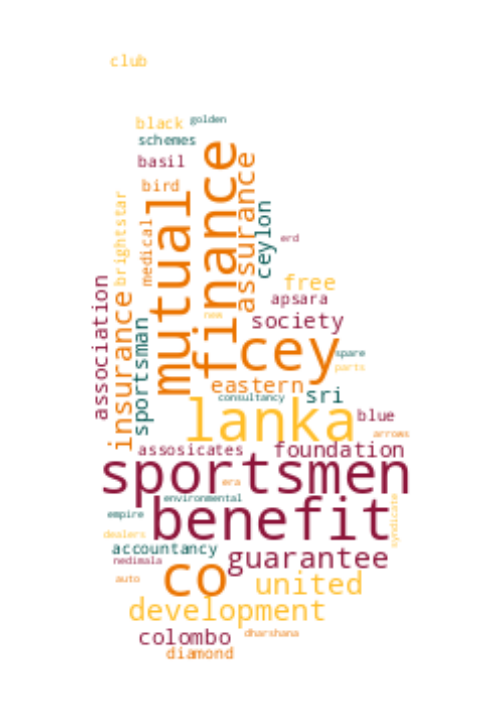 club
black
golden
schemes
basil
bird
finance
assurance
mutual
brightstar
medical
ceylon
erd
association
insurance
sportsman
free
apsara
new
society
cey
spare
parts
eastern
consultancy
sri
lanka
blue
arrows
assosicates
foundation
sportsmen
era
environmental
syndicate
empire
benefit
dealers
accountancy
nedimala
guarantee
auto
co
united
development
colombo
dharshana
diamond